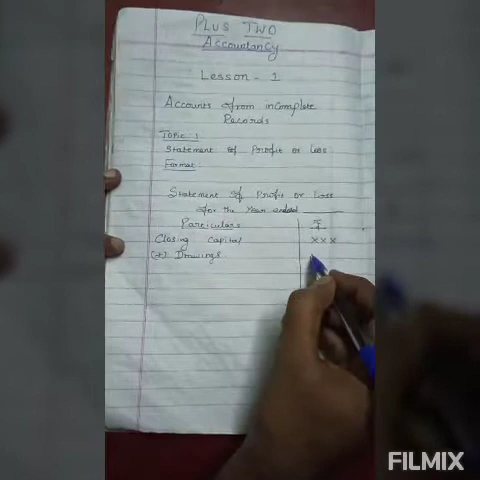 PLUS TWO
Accountancy
Lesson - 1
Accounts from incomplete
Records
Topic 1
Statement of Profit or Loss
Format
Statement of Profit or Loss
for the year ended ______
Particulars ₹
Closing Capital xxx
(+) Drawings
FILMIX